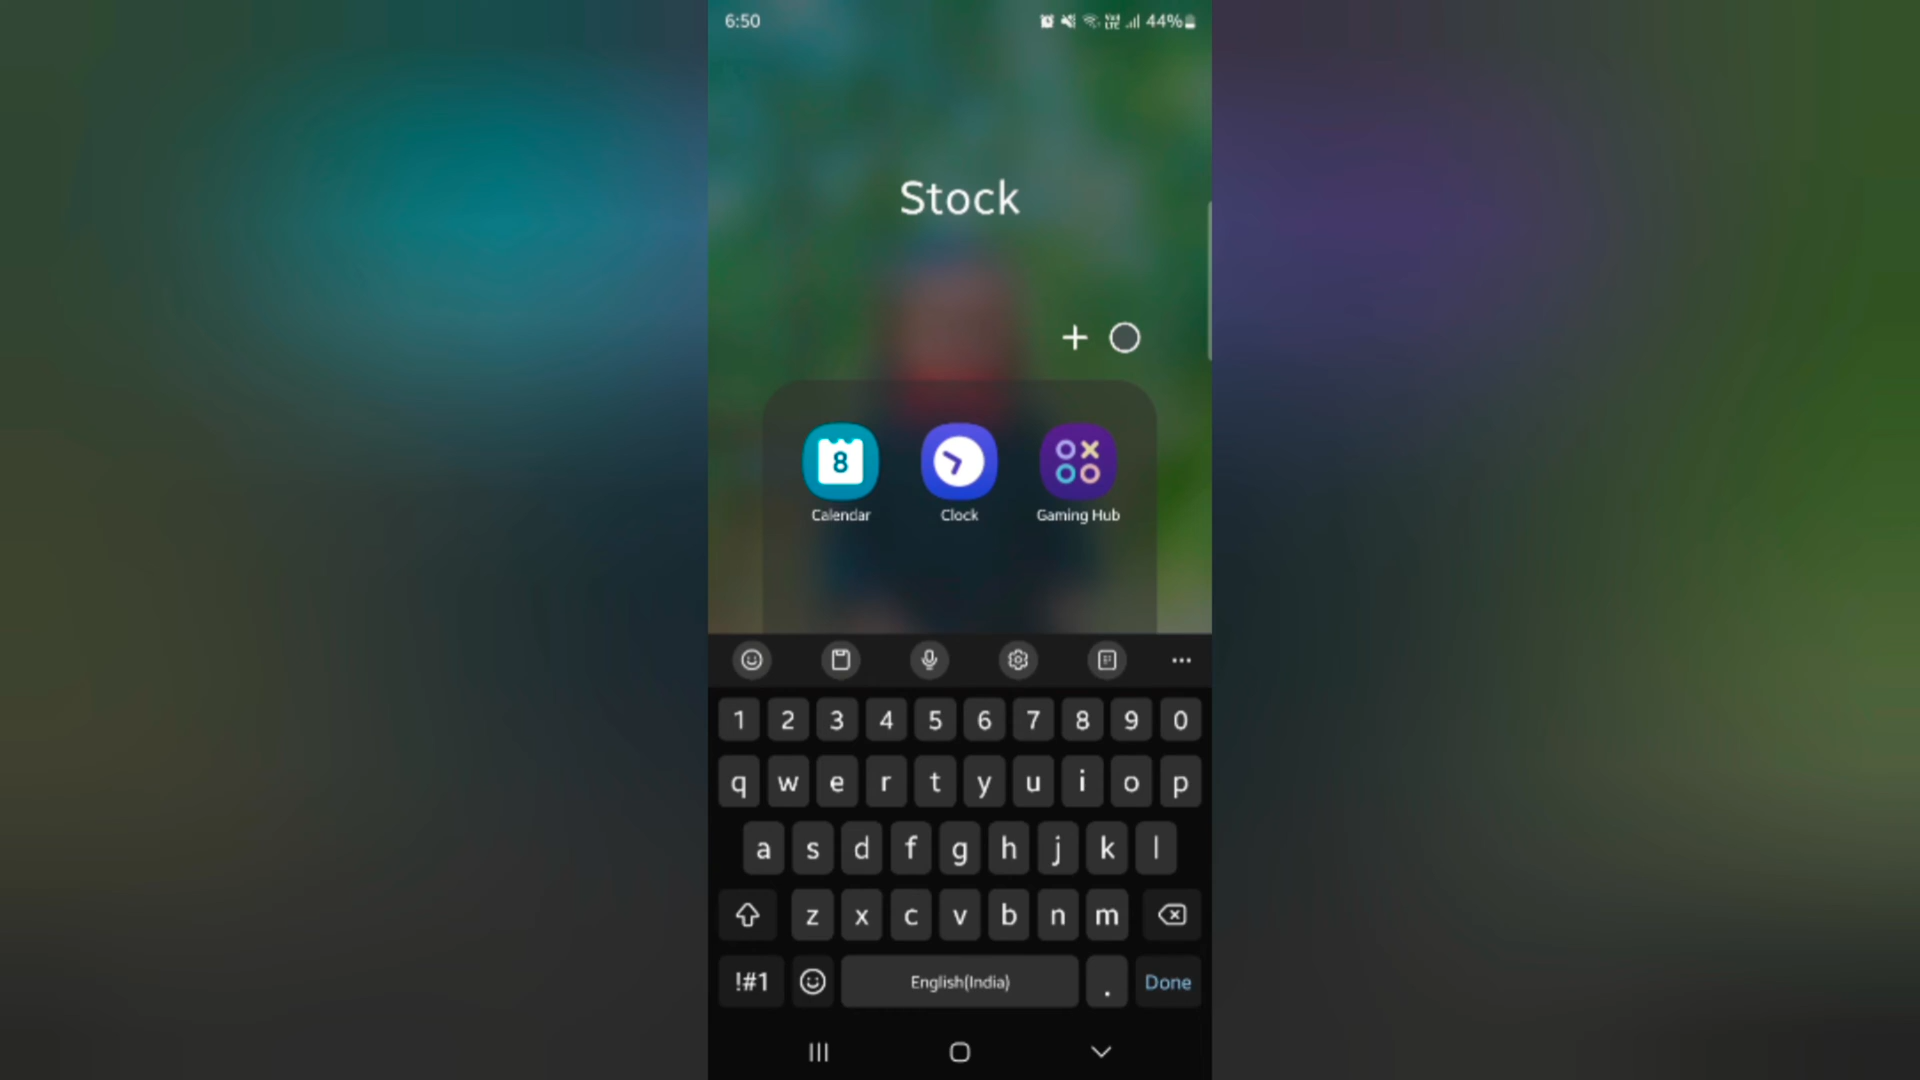 6:50 44%
Stock
8
Calendar Clock Gaming Hub
1 2 3 4 5 6 7 8 9 0
q w e r t y u i o p
a s d f g h j k l
z x c v b n m
!#1 English(India) . Done